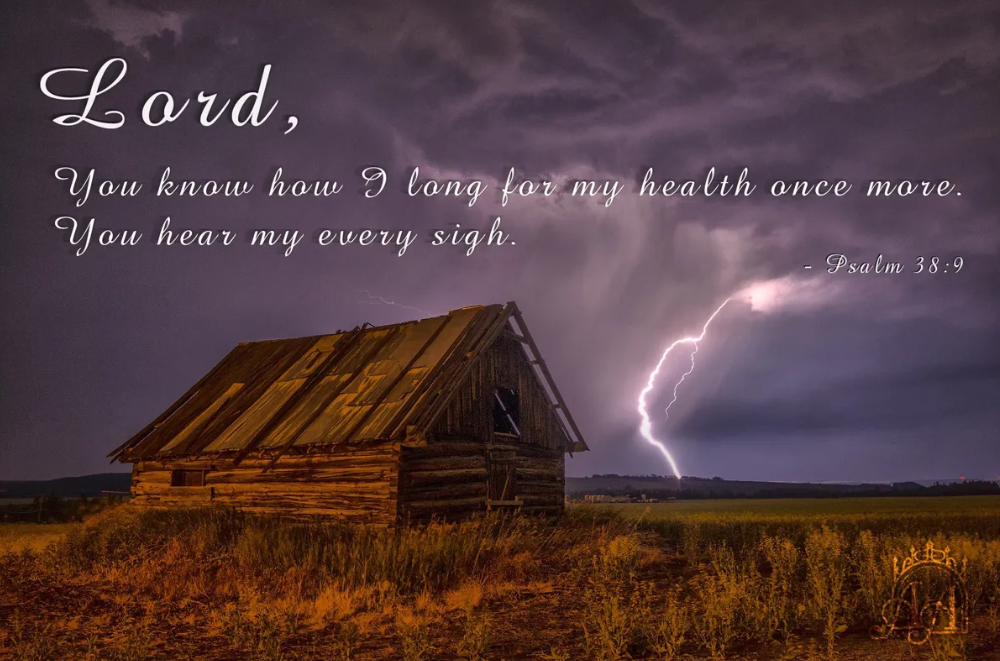 Lord,
You know how I long for my health once more.
You hear my every sigh.
- Psalm 38:9